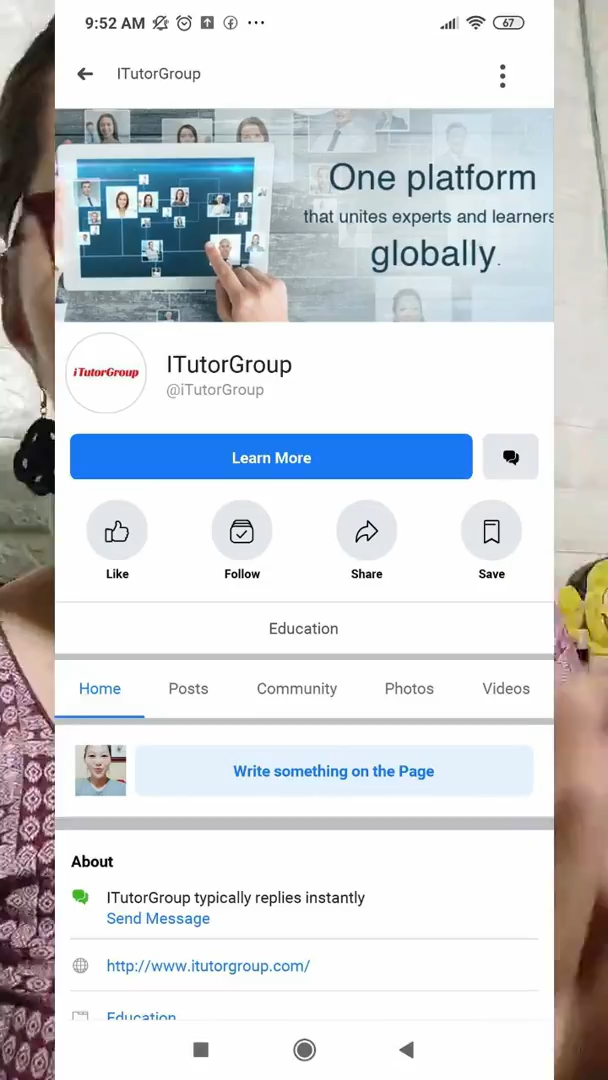 9:52 AM
67
ITutorGroup
One platform
that unites experts and learners
globally.
iTutorGroup
ITutorGroup
@iTutorGroup
Learn More
Like
Follow
Share
Save
Education
Home
Posts
Community
Photos
Videos
Write something on the Page
About
ITutorGroup typically replies instantly
Send Message
http://www.itutorgroup.com/
Education